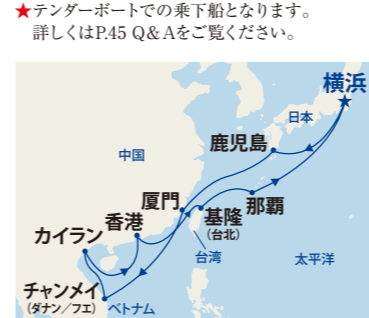 ★テンダーボートでの乗下船となります。
詳しくはP.45 Q&Aをご覧ください。
横浜
日本
鹿児島
中国
厦門
那覇
香港
基隆
(台北)
カイラン
台湾
太平洋
チャンメイ
(ダナン/フエ)
ベトナム